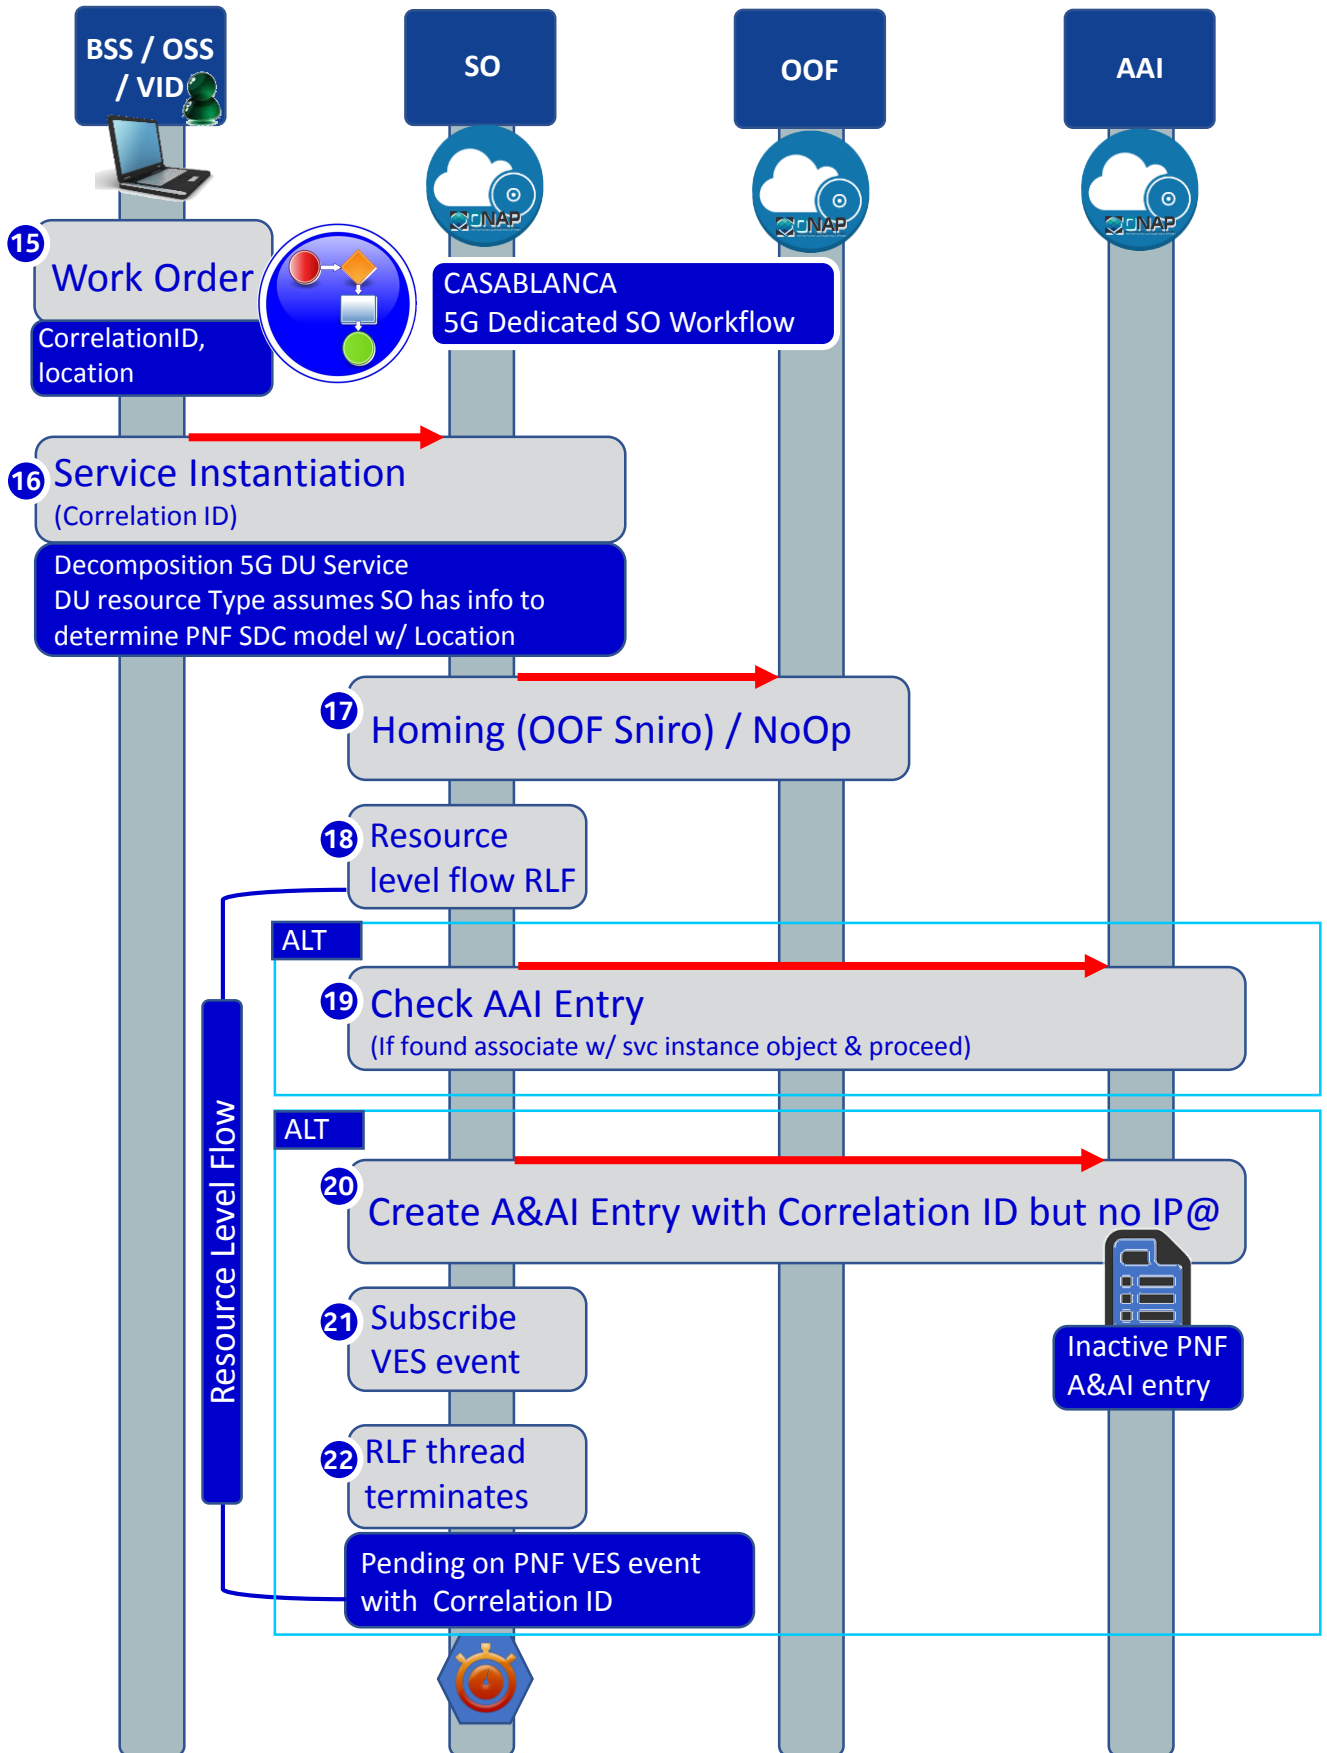 BSS / OSS
/ VID
SO
OOF
AAI
ONAP
ONAP
ONAP
15
Work Order
CorrelationID,
location
CASABLANCA
5G Dedicated SO Workflow
16
Service Instantiation
(Correlation ID)
Decomposition 5G DU Service
DU resource Type assumes SO has info to
determine PNF SDC model w/ Location
17
Homing (OOF Sniro) / NoOp
18
Resource
level flow RLF
ALT
19
Check AAI Entry
(If found associate w/ svc instance object & proceed)
Resource Level Flow
ALT
20
Create A&AI Entry with Correlation ID but no IP@
21
Subscribe
VES event
Inactive PNF
A&AI entry
22
RLF thread
terminates
Pending on PNF VES event
with  Correlation ID